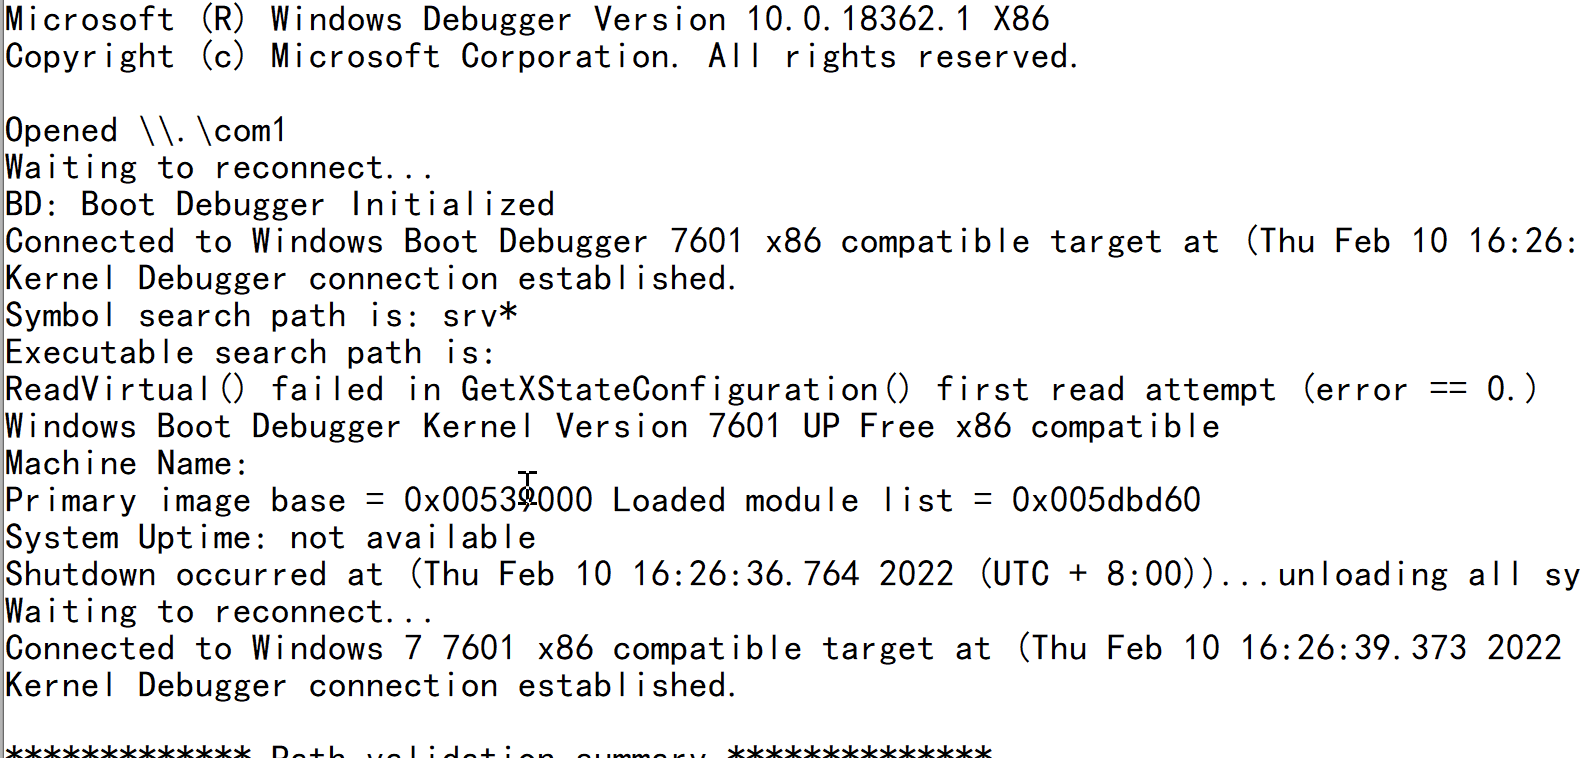 Microsoft (R) Windows Debugger Version 10.0.18362.1 X86
Copyright (c) Microsoft Corporation. All rights reserved.
Opened \\.\com1
Waiting to reconnect...
BD: Boot Debugger Initialized
Connected to Windows Boot Debugger 7601 x86 compatible target at (Thu Feb 10 16:26:
Kernel Debugger connection established.
Symbol search path is: srv*
Executable search path is:
ReadVirtual() failed in GetXStateConfiguration() first read attempt (error == 0.)
Windows Boot Debugger Kernel Version 7601 UP Free x86 compatible
Machine Name:
Primary image base = 0x00539000 Loaded module list = 0x005dbd60
System Uptime: not available
Shutdown occurred at (Thu Feb 10 16:26:36.764 2022 (UTC + 8:00))...unloading all sy
Waiting to reconnect...
Connected to Windows 7 7601 x86 compatible target at (Thu Feb 10 16:26:39.373 2022
Kernel Debugger connection established.
************* Path validation summary **************